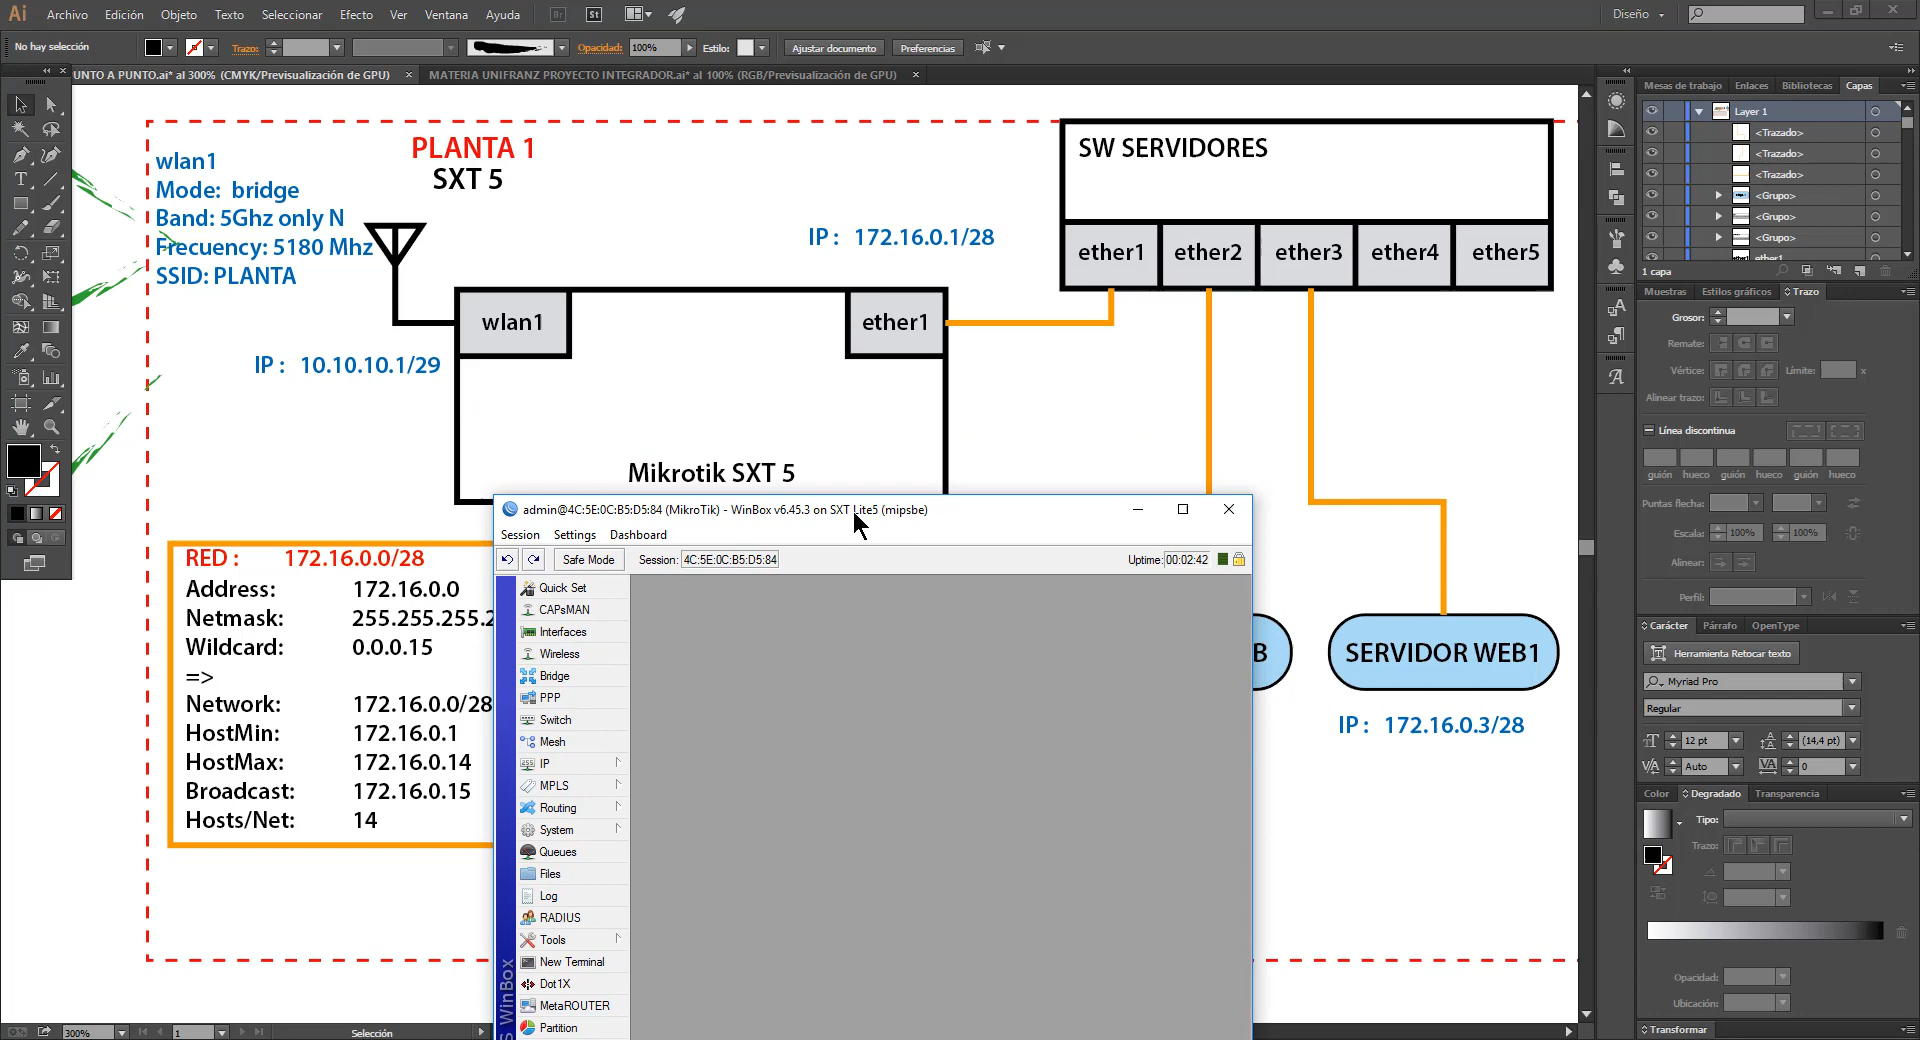 Ai Archivo Edición Objeto Texto Seleccionar Efecto Ver Ventana Ayuda Br St Diseño
No hay selección Trazo: Opacidad: 100% Estilo: Ajustar documento Preferencias
UNTO A PUNTO.ai* al 300% (CMYK/Previsualización de GPU) × MATERIA UNIFRANZ PROYECTO INTEGRADOR.ai* al 100% (RGB/Previsualización de GPU) ×
PLANTA 1
SXT 5
wlan1
Mode: bridge
Band: 5Ghz only N
Frecuency: 5180 Mhz
SSID: PLANTA
IP : 172.16.0.1/28
SW SERVIDORES
ether1 ether2 ether3 ether4 ether5
wlan1 ether1
IP : 10.10.10.1/29
Mikrotik SXT 5
RED : 172.16.0.0/28
Address: 172.16.0.0
Netmask: 255.255.255.2
Wildcard: 0.0.0.15
=>
Network: 172.16.0.0/28
HostMin: 172.16.0.1
HostMax: 172.16.0.14
Broadcast: 172.16.0.15
Hosts/Net: 14
admin@4C:5E:0C:B5:D5:84 (MikroTik) - WinBox v6.45.3 on SXT Lite5 (mipsbe)
Session Settings Dashboard
Safe Mode Session: 4C:5E:0C:B5:D5:84 Uptime: 00:02:42
Quick Set
CAPsMAN
Interfaces
Wireless
Bridge
PPP
Switch
Mesh
IP
MPLS
Routing
System
Queues
Files
Log
RADIUS
Tools
New Terminal
Dot1X
MetaROUTER
Partition
S WinBox
B
SERVIDOR WEB1
IP : 172.16.0.3/28
Mesas de trabajo Enlaces Bibliotecas Capas
Layer 1
<Trazado>
<Trazado>
<Trazado>
<Grupo>
<Grupo>
<Grupo>
ether1
1 capa
Muestras Estilos gráficos Trazo
Grosor:
Remate:
Vértice: Límite: x
Alinear trazo:
Línea discontinua
guión hueco guión hueco guión hueco
Puntas flecha:
Escala: 100% 100%
Alinear:
Perfil:
Carácter Párrafo OpenType
Herramienta Retocar texto
Myriad Pro
Regular
12 pt (14,4 pt)
Auto 0
Color Degradado Transparencia
Tipo:
Trazo:
Opacidad:
Ubicación:
Transformar
300% 1 Selección